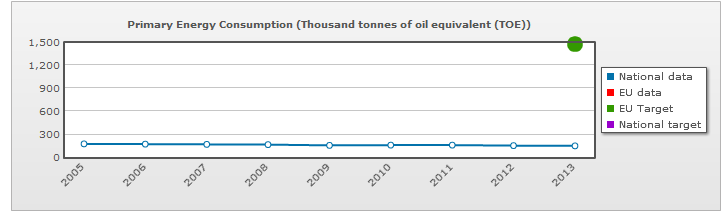 Primary Energy Consumption (Thousand tonnes of oil equivalent (TOE))
1,500
1,200
900
600
300
0
2005 2006 2007 2008 2009 2010 2011 2012 2013
National data
EU data
EU Target
National target